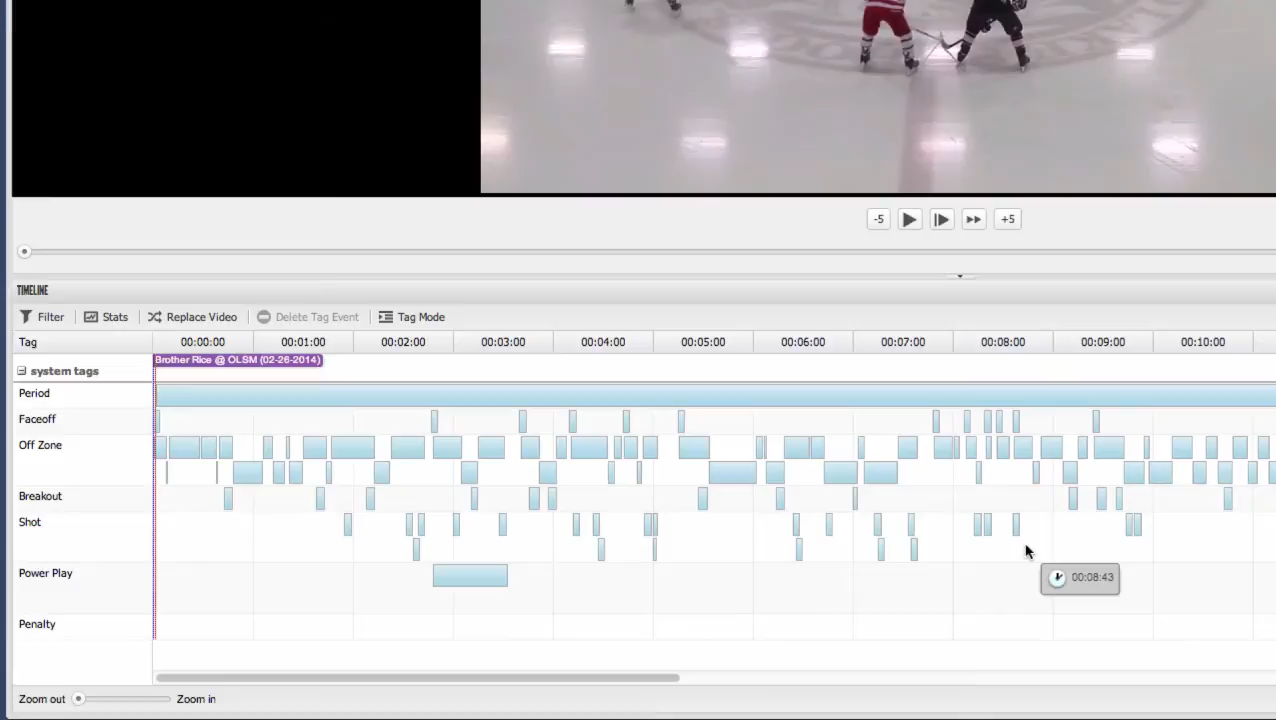 -5
+5
TIMELINE
Filter
Stats
Replace Video
Delete Tag Event
Tag Mode
Tag
00:00:00
00:01:00
00:02:00
00:03:00
00:04:00
00:05:00
00:06:00
00:07:00
00:08:00
00:09:00
00:10:00
Brother Rice @ OLSM (02-26-2014)
system tags
Period
Faceoff
Off Zone
Breakout
Shot
Power Play
00:08:43
Penalty
Zoom out
Zoom in